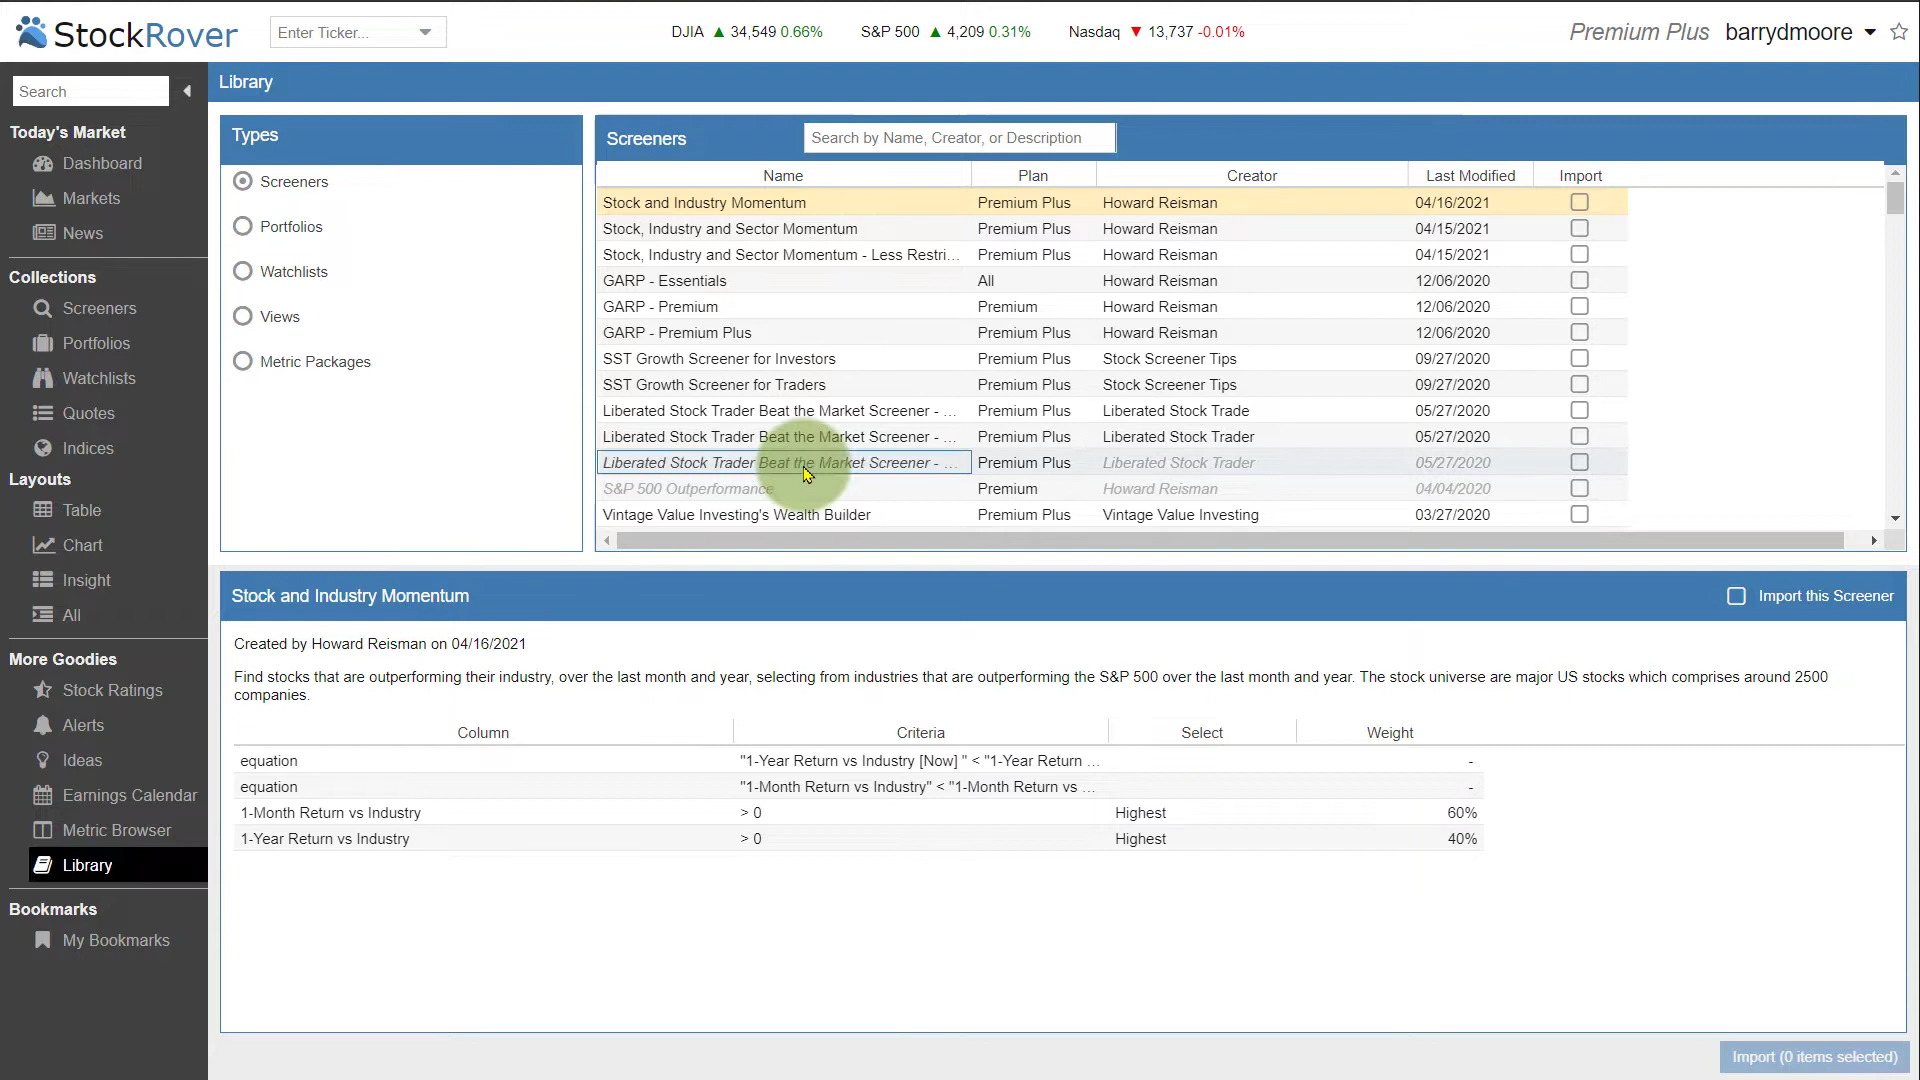 StockRover
Enter Ticker...
DJIA ▲ 34,549 0.66%
S&P 500 ▲ 4,209 0.31%
Nasdaq ▼ 13,737 -0.01%
Premium Plus
barrydmoore
Search
Today's Market
Dashboard
Markets
News
Collections
Screeners
Portfolios
Watchlists
Quotes
Indices
Layouts
Table
Chart
Insight
All
More Goodies
Stock Ratings
Alerts
Ideas
Earnings Calendar
Metric Browser
Library
Bookmarks
My Bookmarks
Library
Types
Screeners
Portfolios
Watchlists
Views
Metric Packages
Screeners
Search by Name, Creator, or Description
Name Plan Creator Last Modified Import
Stock and Industry Momentum Premium Plus Howard Reisman 04/16/2021
Stock, Industry and Sector Momentum Premium Plus Howard Reisman 04/15/2021
Stock, Industry and Sector Momentum - Less Restri... Premium Plus Howard Reisman 04/15/2021
GARP - Essentials All Howard Reisman 12/06/2020
GARP - Premium Premium Howard Reisman 12/06/2020
GARP - Premium Plus Premium Plus Howard Reisman 12/06/2020
SST Growth Screener for Investors Premium Plus Stock Screener Tips 09/27/2020
SST Growth Screener for Traders Premium Plus Stock Screener Tips 09/27/2020
Liberated Stock Trader Beat the Market Screener - ... Premium Plus Liberated Stock Trade 05/27/2020
Liberated Stock Trader Beat the Market Screener - ... Premium Plus Liberated Stock Trader 05/27/2020
Liberated Stock Trader Beat the Market Screener - ... Premium Plus Liberated Stock Trader 05/27/2020
S&P 500 Outperformance Premium Howard Reisman 04/04/2020
Vintage Value Investing's Wealth Builder Premium Plus Vintage Value Investing 03/27/2020
Stock and Industry Momentum
Import this Screener
Created by Howard Reisman on 04/16/2021
Find stocks that are outperforming their industry, over the last month and year, selecting from industries that are outperforming the S&P 500 over the last month and year. The stock universe are major US stocks which comprises around 2500
companies.
Column Criteria Select Weight
equation "1-Year Return vs Industry [Now] " < "1-Year Return ... -
equation "1-Month Return vs Industry" < "1-Month Return vs ... -
1-Month Return vs Industry > 0 Highest 60%
1-Year Return vs Industry > 0 Highest 40%
Import (0 items selected)